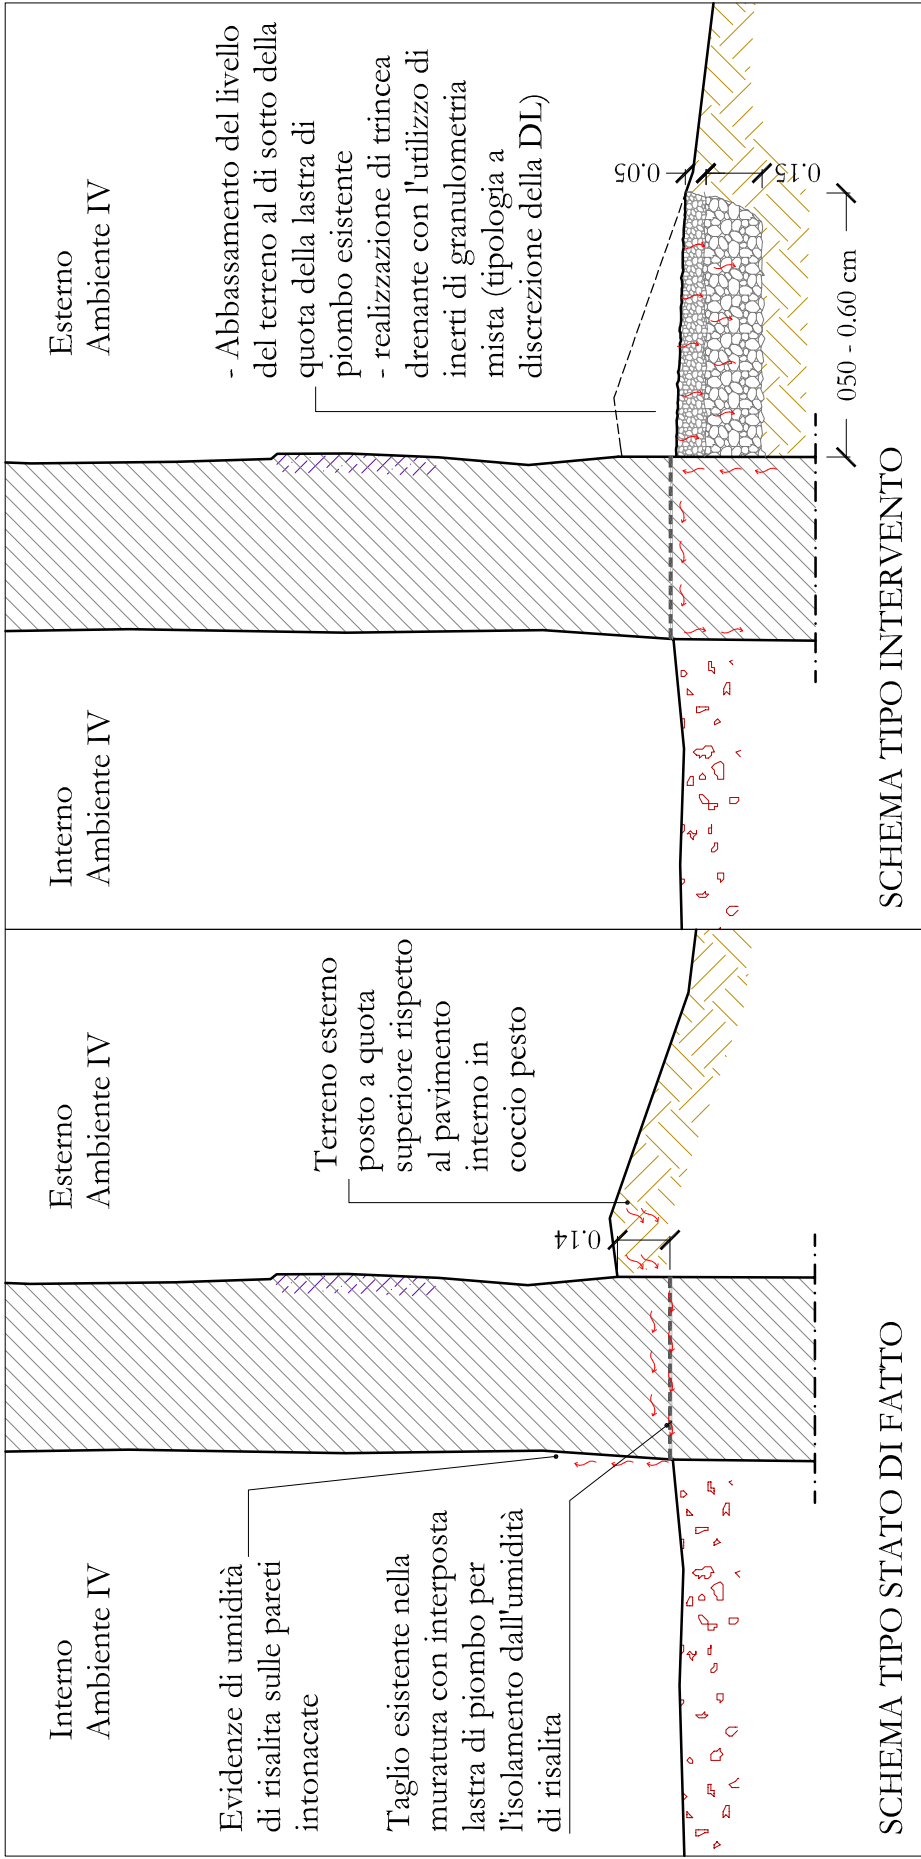 Interno
Ambiente IV
Esterno
Ambiente IV
Evidenze di umidità
di risalita sulle pareti
intonacate
Taglio esistente nella
muratura con interposta
lastra di piombo per
l'isolamento dall'umidità
di risalita
Terreno esterno
posto a quota
superiore rispetto
al pavimento
interno in
coccio pesto
0.14
SCHEMA TIPO STATO DI FATTO
Interno
Ambiente IV
Esterno
Ambiente IV
- Abbassamento del livello
del terreno al di sotto della
quota della lastra di
piombo esistente
- realizzazione di trincea
drenante con l'utilizzo di
inerti di granulometria
mista (tipologia a
discrezione della DL)
0.05
0.15
050 - 0.60 cm
SCHEMA TIPO INTERVENTO